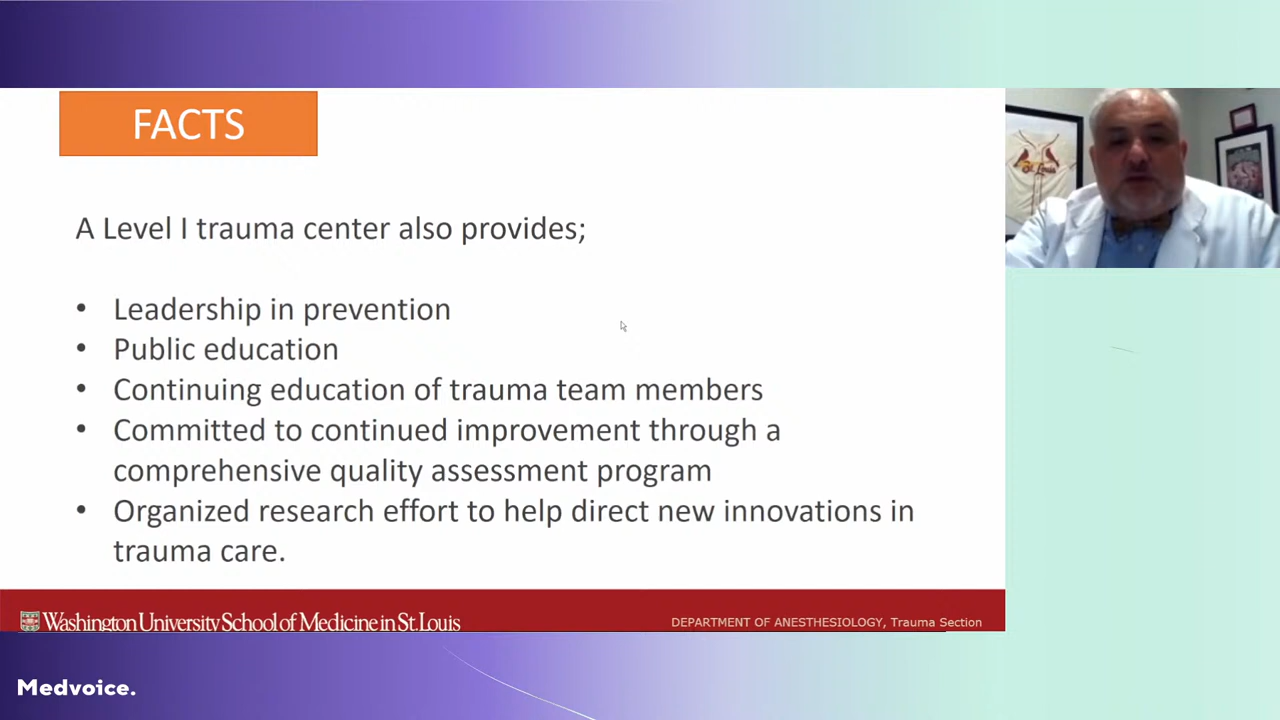 FACTS
A Level I trauma center also provides;
• Leadership in prevention
• Public education
• Continuing education of trauma team members
• Committed to continued improvement through a
comprehensive quality assessment program
• Organized research effort to help direct new innovations in
trauma care.
St. Louis
Washington University School of Medicine in St. Louis
DEPARTMENT OF ANESTHESIOLOGY, Trauma Section
Medvoice.